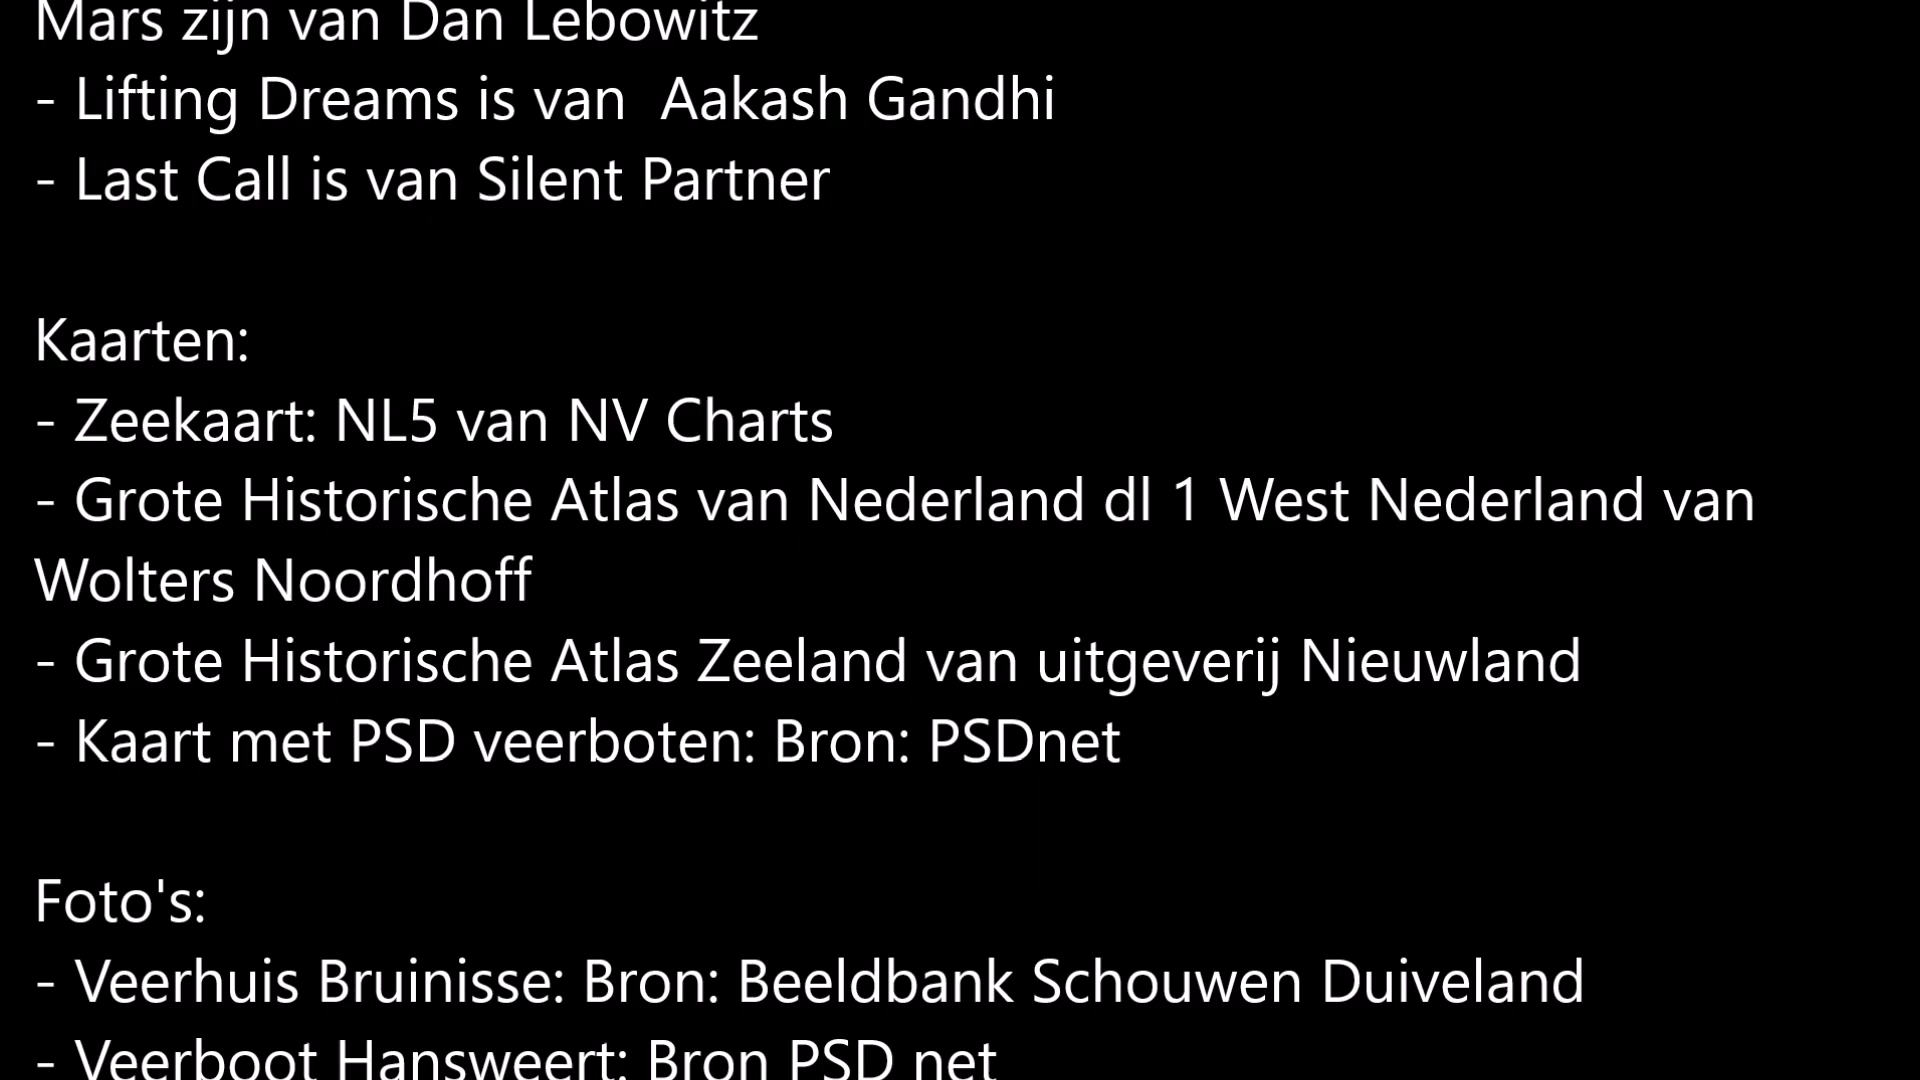 Mars zijn van Dan Lebowitz
- Lifting Dreams is van  Aakash Gandhi
- Last Call is van Silent Partner
Kaarten:
- Zeekaart: NL5 van NV Charts
- Grote Historische Atlas van Nederland dl 1 West Nederland van
Wolters Noordhoff
- Grote Historische Atlas Zeeland van uitgeverij Nieuwland
- Kaart met PSD veerboten: Bron: PSDnet
Foto's:
- Veerhuis Bruinisse: Bron: Beeldbank Schouwen Duiveland
- Veerboot Hansweert: Bron PSD net